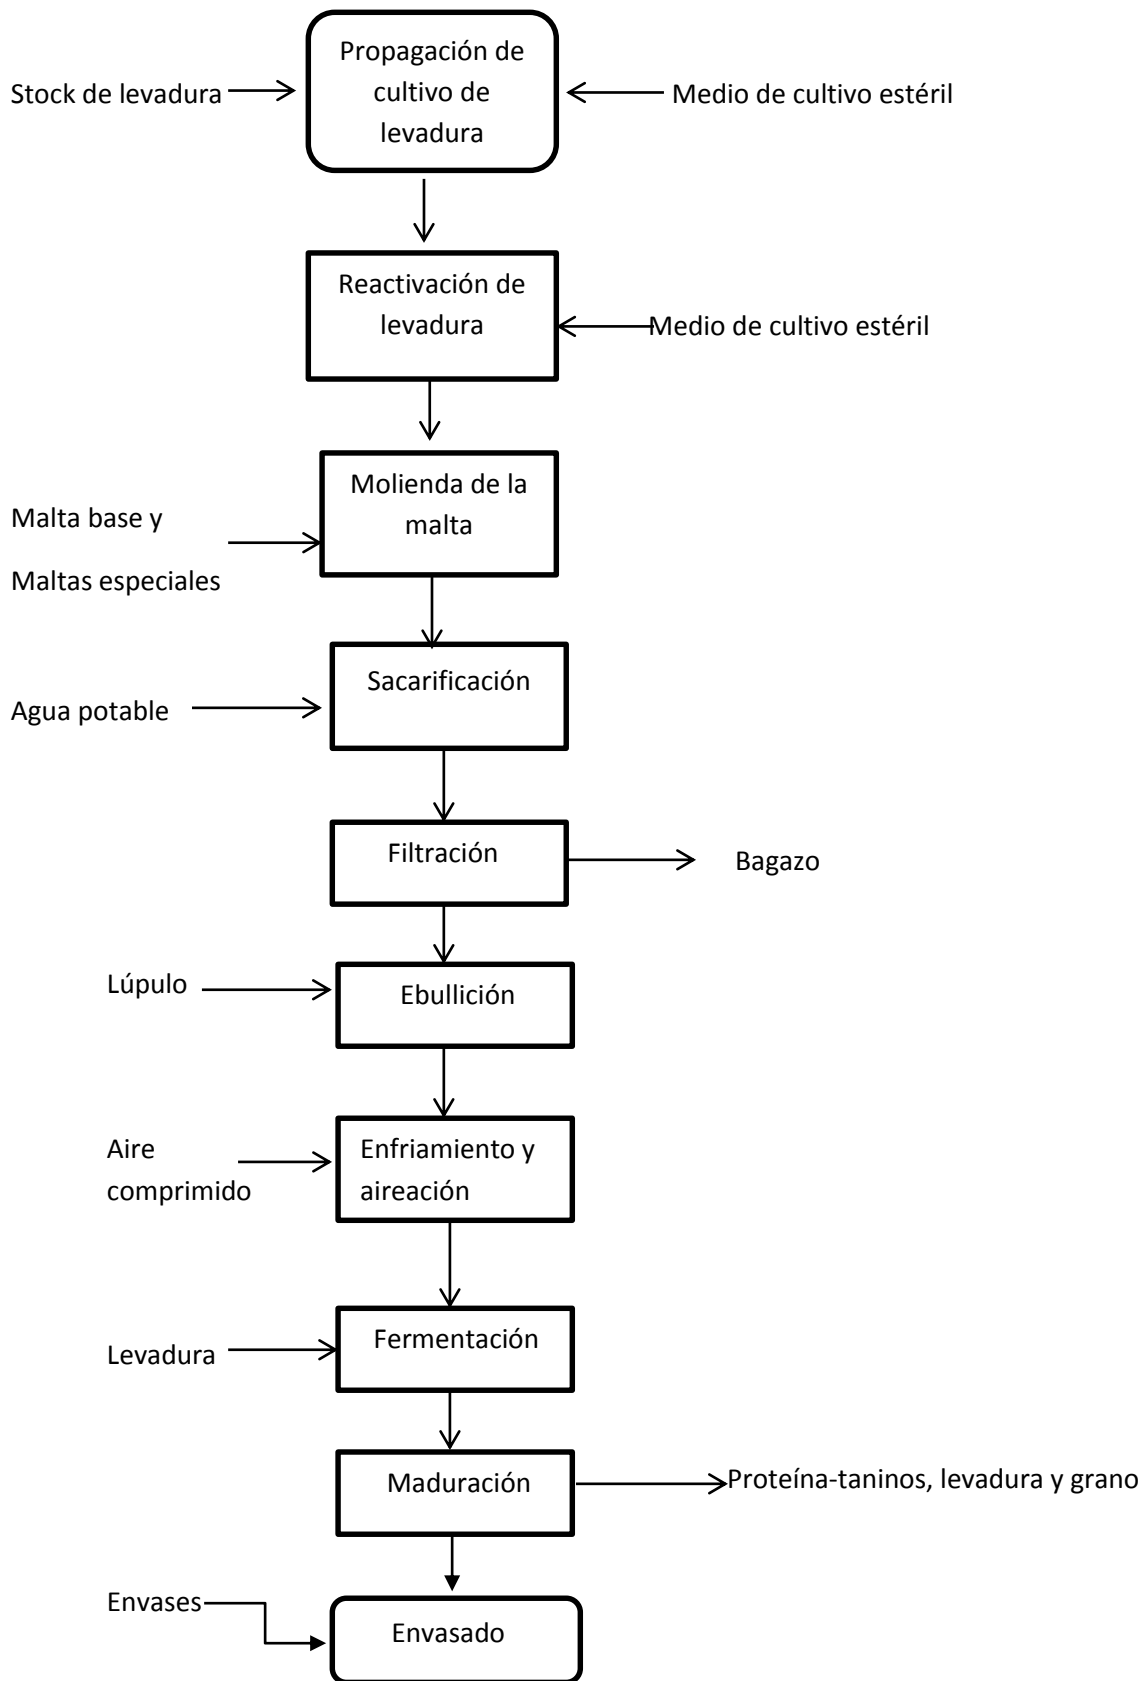 Propagación de
cultivo de
levadura
Stock de levadura
Medio de cultivo estéril
Reactivación de
levadura
Medio de cultivo estéril
Molienda de la
malta
Malta base y
Maltas especiales
Sacarificación
Agua potable
Filtración
Bagazo
Lúpulo
Ebullición
Aire
comprimido
Enfriamiento y
aireación
Levadura
Fermentación
Maduración
Proteína-taninos, levadura y grano
Envases
Envasado